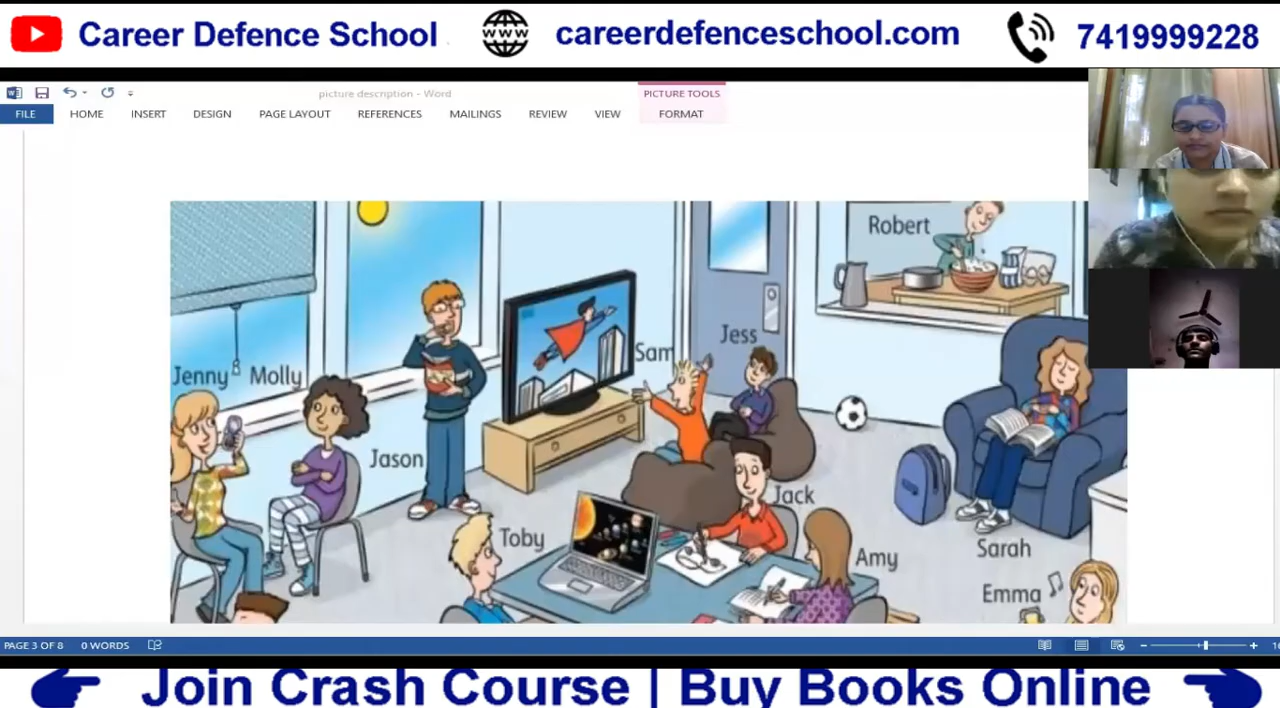 Career Defence School
WWW
careerdefenceschool.com
7419999228
picture description - Word
PICTURE TOOLS
FILE
HOME
INSERT
DESIGN
PAGE LAYOUT
REFERENCES
MAILINGS
REVIEW
VIEW
FORMAT
Robert
Jess
Sam
Jenny
Molly
Jason
Jack
Toby
Amy
Sarah
Emma
PAGE 3 OF 8
0 WORDS
Join Crash Course | Buy Books Online